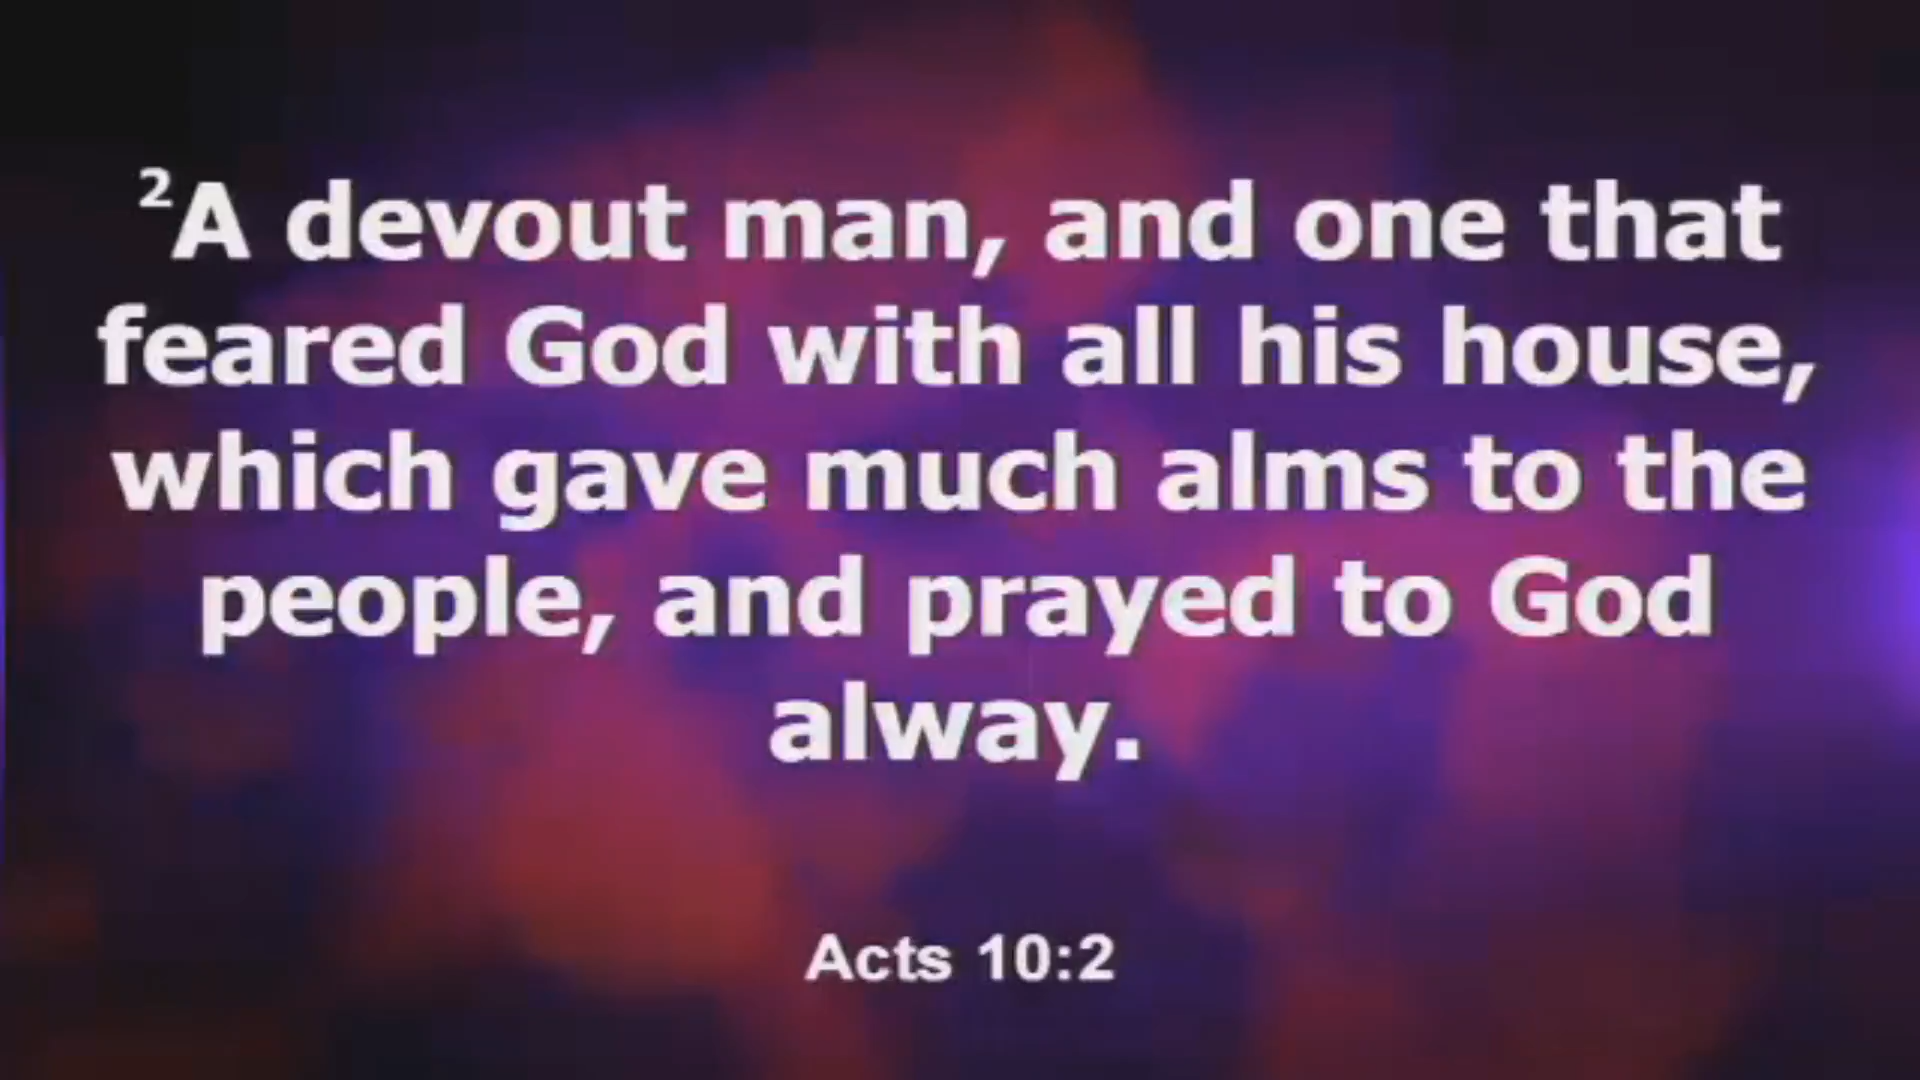 ²A devout man, and one that
feared God with all his house,
which gave much alms to the
people, and prayed to God
alway.
Acts 10:2